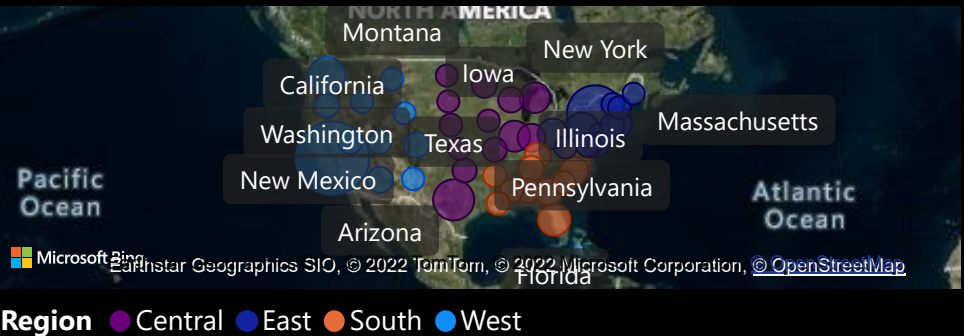 NORTH AMERICA
Montana
New York
Iowa
California
Massachusetts
Washington
Texas
Illinois
Pacific
Ocean
New Mexico
Pennsylvania
Atlantic
Ocean
Arizona
Microsoft Bing
Earthstar Geographics SIO, © 2022 TomTom, © 2022 Microsoft Corporation, © OpenStreetMap
Florida
Region Central East South West